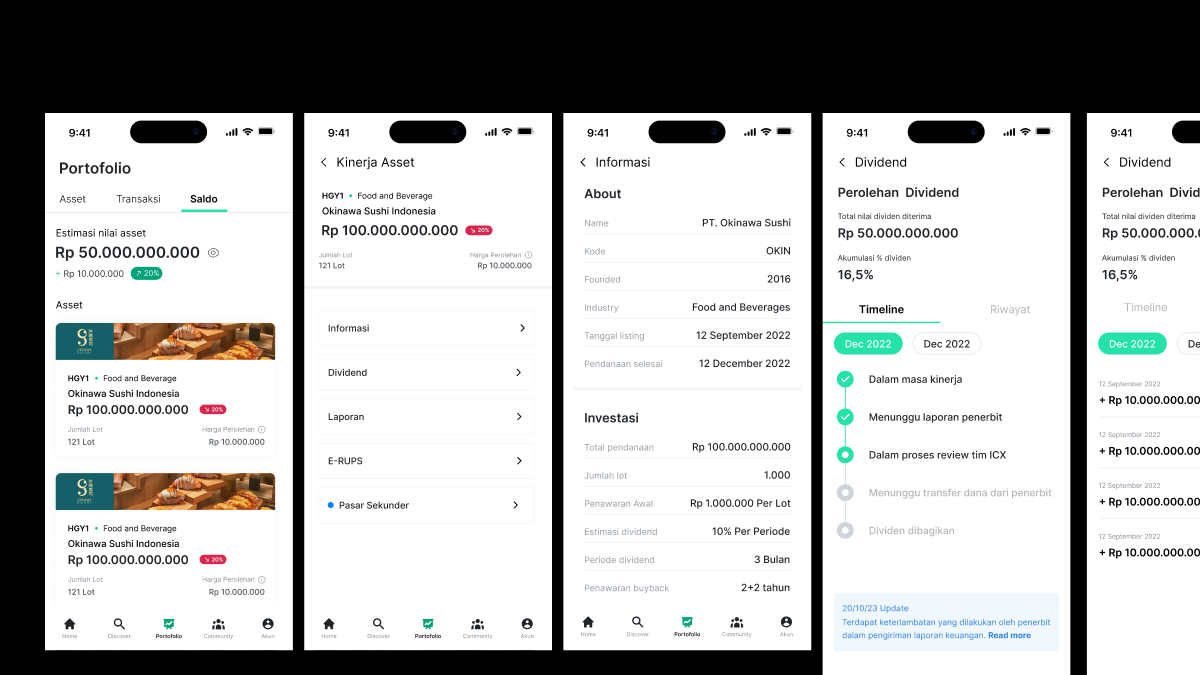 9:41
Portofolio
Asset Transaksi Saldo
Estimasi nilai asset
Rp 50.000.000.000
+ Rp 10.000.000 20%
Asset
HGY1 • Food and Beverage
Okinawa Sushi Indonesia
Rp 100.000.000.000 20%
Jumlah Lot Harga Perolehan
121 Lot Rp 10.000.000
HGY1 • Food and Beverage
Okinawa Sushi Indonesia
Rp 100.000.000.000 20%
Jumlah Lot Harga Perolehan
121 Lot Rp 10.000.000
Home Discover Portofolio Community Akun
9:41
Kinerja Asset
HGY1 • Food and Beverage
Okinawa Sushi Indonesia
Rp 100.000.000.000 20%
Jumlah Lot Harga Perolehan
121 Lot Rp 10.000.000
Informasi
Dividend
Laporan
E-RUPS
Pasar Sekunder
Home Discover Portofolio Community Akun
9:41
Informasi
About
Name PT. Okinawa Sushi
Kode OKIN
Founded 2016
Industry Food and Beverages
Tanggal listing 12 September 2022
Pendanaan selesai 12 December 2022
Investasi
Total pendanaan Rp 100.000.000.000
Jumlah lot 1.000
Penawaran Awal Rp 1.000.000 Per Lot
Estimasi dividend 10% Per Periode
Periode dividend 3 Bulan
Penawaran buyback 2+2 tahun
Home Discover Portofolio Community Akun
9:41
Dividend
Perolehan Dividend
Total nilai dividen diterima
Rp 50.000.000.000
Akumulasi % dividen
16,5%
Timeline Riwayat
Dec 2022 Dec 2022
Dalam masa kinerja
Menunggu laporan penerbit
Dalam proses review tim ICX
Menunggu transfer dana dari penerbit
Dividen dibagikan
20/10/23 Update
Terdapat keterlambatan yang dilakukan oleh penerbit
dalam pengiriman laporan keuangan. Read more
9:41
Dividend
Perolehan Divid
Total nilai dividen diterima
Rp 50.000.000.0
Akumulasi % dividen
16,5%
Timeline
Dec 2022 De
12 September 2022
+ Rp 10.000.000.00
12 September 2022
+ Rp 10.000.000.00
12 September 2022
+ Rp 10.000.000.00
12 September 2022
+ Rp 10.000.000.00